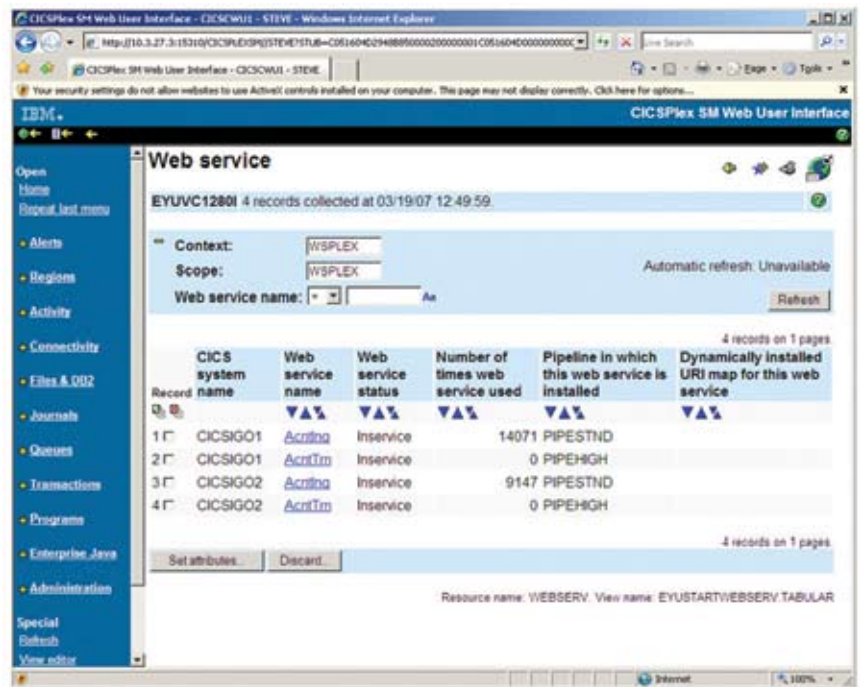 CICSPlex SM Web User Interface - CICSCWU1 - STEVE - Windows Internet Explorer
Live Search
CICSPlex SM Web User Interface - CICSCWU1 - STEVE
Page Tools
Your security settings do not allow websites to use ActiveX controls installed on your computer. This page may not display correctly. Click here for options...
IBM.
CICSPlex SM Web User Interface
Open
Home
Repeat last menu
Alerts
Regions
Activity
Connectivity
Files & DB2
Journals
Queues
Transactions
Programs
Enterprise Java
Administration
Special
Refresh
View editor
Web service
EYUVC1280I 4 records collected at 03/19/07 12:49:59.
Context: WSPLEX
Scope: WSPLEX
Web service name: =
Automatic refresh: Unavailable
Refresh
4 records on 1 pages.
Record CICS system name Web service name Web service status Number of times web service used Pipeline in which this web service is installed Dynamically installed URI map for this web service
1 CICSIGO1 AcntInq Inservice 14071 PIPESTND
2 CICSIGO1 AcntTrn Inservice 0 PIPEHIGH
3 CICSIGO2 AcntInq Inservice 9147 PIPESTND
4 CICSIGO2 AcntTrn Inservice 0 PIPEHIGH
4 records on 1 pages.
Set attributes... Discard...
Resource name: WEBSERV. View name: EYUSTARTWEBSERV.TABULAR
Internet 100%